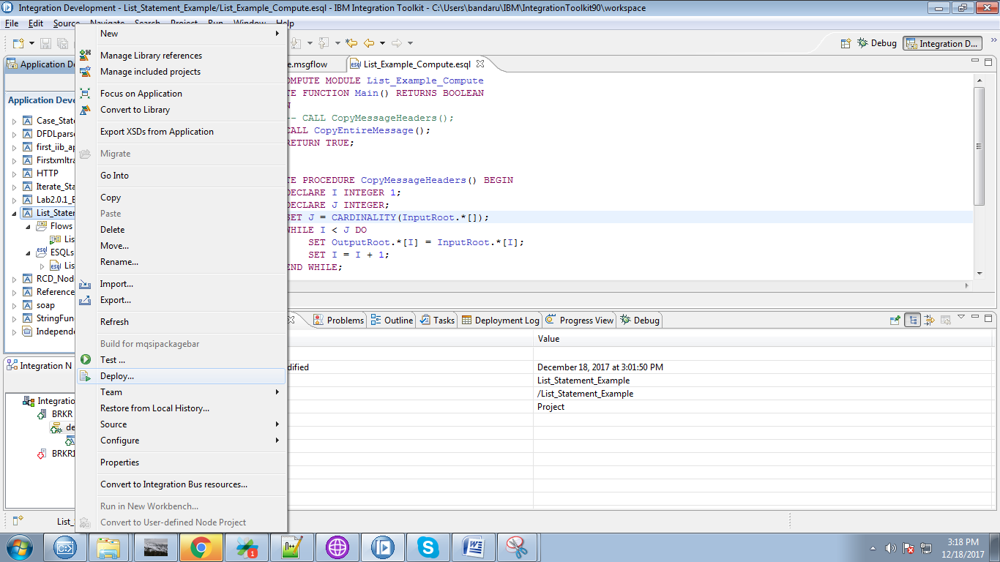 Integration Development - List_Statement_Example/List_Example_Compute.esql - IBM Integration Toolkit - C:\Users\bandaru\IBM\IntegrationToolkit90\workspace
File Edit Source Navigate Search Project Run Window Help
Debug Integration D...
Application De
e.msgflow List_Example_Compute.esql
Application Deve
Case_State
DFDLparse
first_iib_ap
Firstxmltra
HTTP
Iterate_Sta
Lab2.0.1_E
List_Statem
Flows
Lis
ESQLs
List
RCD_Nod
Reference
soap
StringFun
Independe
New
Manage Library references
Manage included projects
Focus on Application
Convert to Library
Export XSDs from Application
Migrate
Go Into
Copy
Paste
Delete
Move...
Rename...
Import...
Export...
Refresh
Build for mqsipackagebar
Test ...
Deploy...
Team
Restore from Local History...
Source
Configure
Properties
Convert to Integration Bus resources...
Run in New Workbench...
Convert to User-defined Node Project
OMPUTE MODULE List_Example_Compute
TE FUNCTION Main() RETURNS BOOLEAN
N
-- CALL CopyMessageHeaders();
CALL CopyEntireMessage();
RETURN TRUE;
TE PROCEDURE CopyMessageHeaders() BEGIN
DECLARE I INTEGER 1;
DECLARE J INTEGER;
SET J = CARDINALITY(InputRoot.*[]);
WHILE I < J DO
SET OutputRoot.*[I] = InputRoot.*[I];
SET I = I + 1;
END WHILE;
Problems Outline Tasks Deployment Log Progress View Debug
Value
dified December 18, 2017 at 3:01:50 PM
List_Statement_Example
/List_Statement_Example
Project
Integration N
Integratio
BRKR
de
BRKR1
List_
1
n++
3:18 PM
12/18/2017